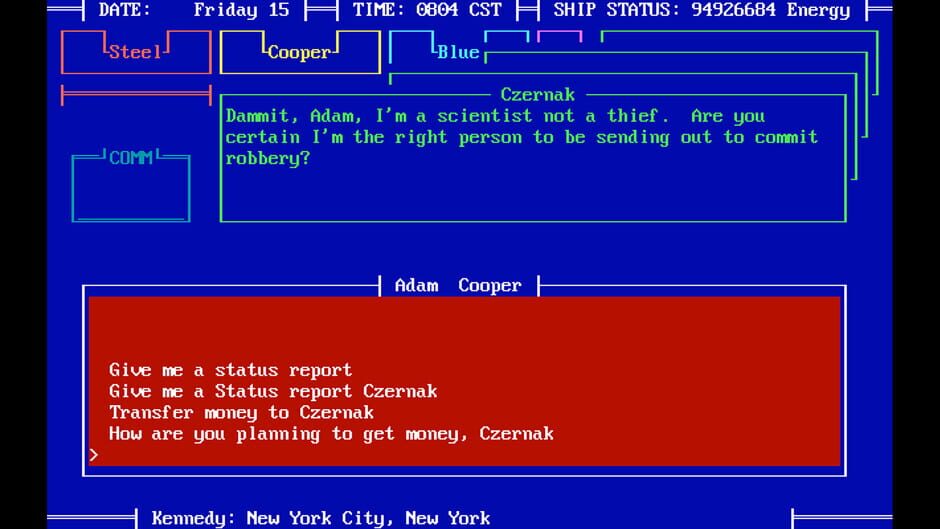 DATE: Friday 15 TIME: 0804 CST SHIP STATUS: 94926684 Energy
Steel Cooper Blue
Czernak
Dammit, Adam, I'm a scientist not a thief. Are you
certain I'm the right person to be sending out to commit
robbery?
COMM
Adam Cooper
Give me a status report
Give me a Status report Czernak
Transfer money to Czernak
How are you planning to get money, Czernak
>
Kennedy: New York City, New York